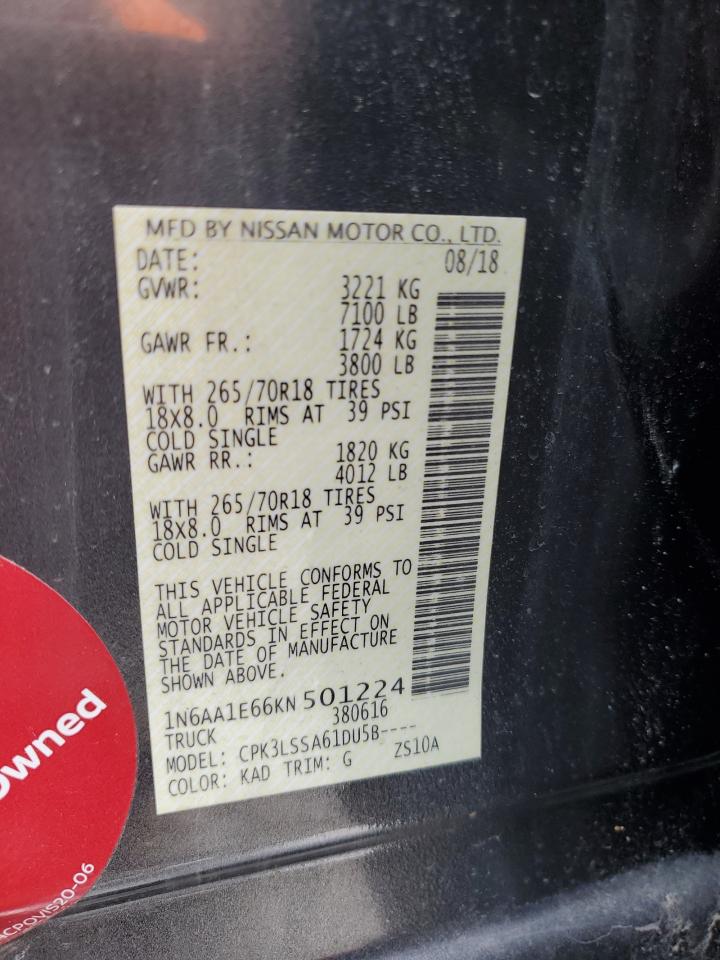 MFD BY NISSAN MOTOR CO., LTD.
DATE: 08/18
GVWR: 3221 KG
7100 LB
GAWR FR.: 1724 KG
3800 LB
WITH 265/70R18 TIRES
18X8.0 RIMS AT 39 PSI
COLD SINGLE
GAWR RR.: 1820 KG
4012 LB
WITH 265/70R18 TIRES
18X8.0 RIMS AT 39 PSI
COLD SINGLE
THIS VEHICLE CONFORMS TO
ALL APPLICABLE FEDERAL
MOTOR VEHICLE SAFETY
STANDARDS IN EFFECT ON
THE DATE OF MANUFACTURE
SHOWN ABOVE.
1N6AA1E66KN501224
TRUCK 380616
MODEL: CPK3LSSA61DU5B----
COLOR: KAD TRIM: G ZS10A
Owned
CPOVIS20-06